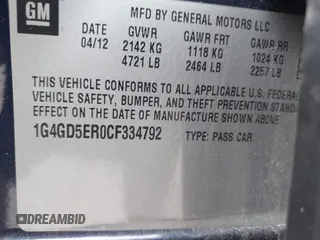 GM
MFD BY GENERAL MOTORS LLC
DATE GVWR GAWR FRT GAWR RR
04/12 2142 KG 1118 KG 1024 KG
4721 LB 2464 LB 2257 LB
THIS VEHICLE CONFORMS TO ALL APPLICABLE U.S. F
VEHICLE SAFETY, BUMPER, AND THEFT PREVENTION STANDA
EFFECT ON THE DATE OF MANUFACTURE SHOWN ABOVE.
1G4GD5ER0CF334792 TYPE: PASS CAR
DREAMBID